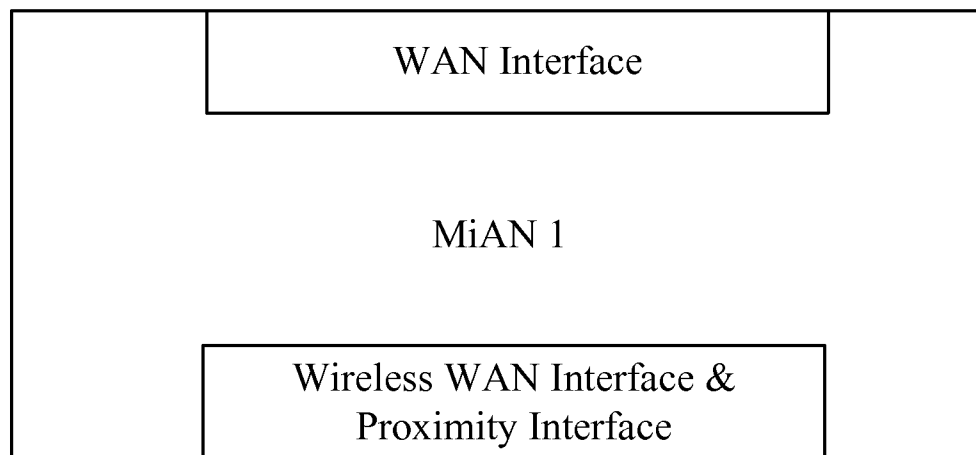 WAN Interface
MiAN 1
Wireless WAN Interface &
Proximity Interface